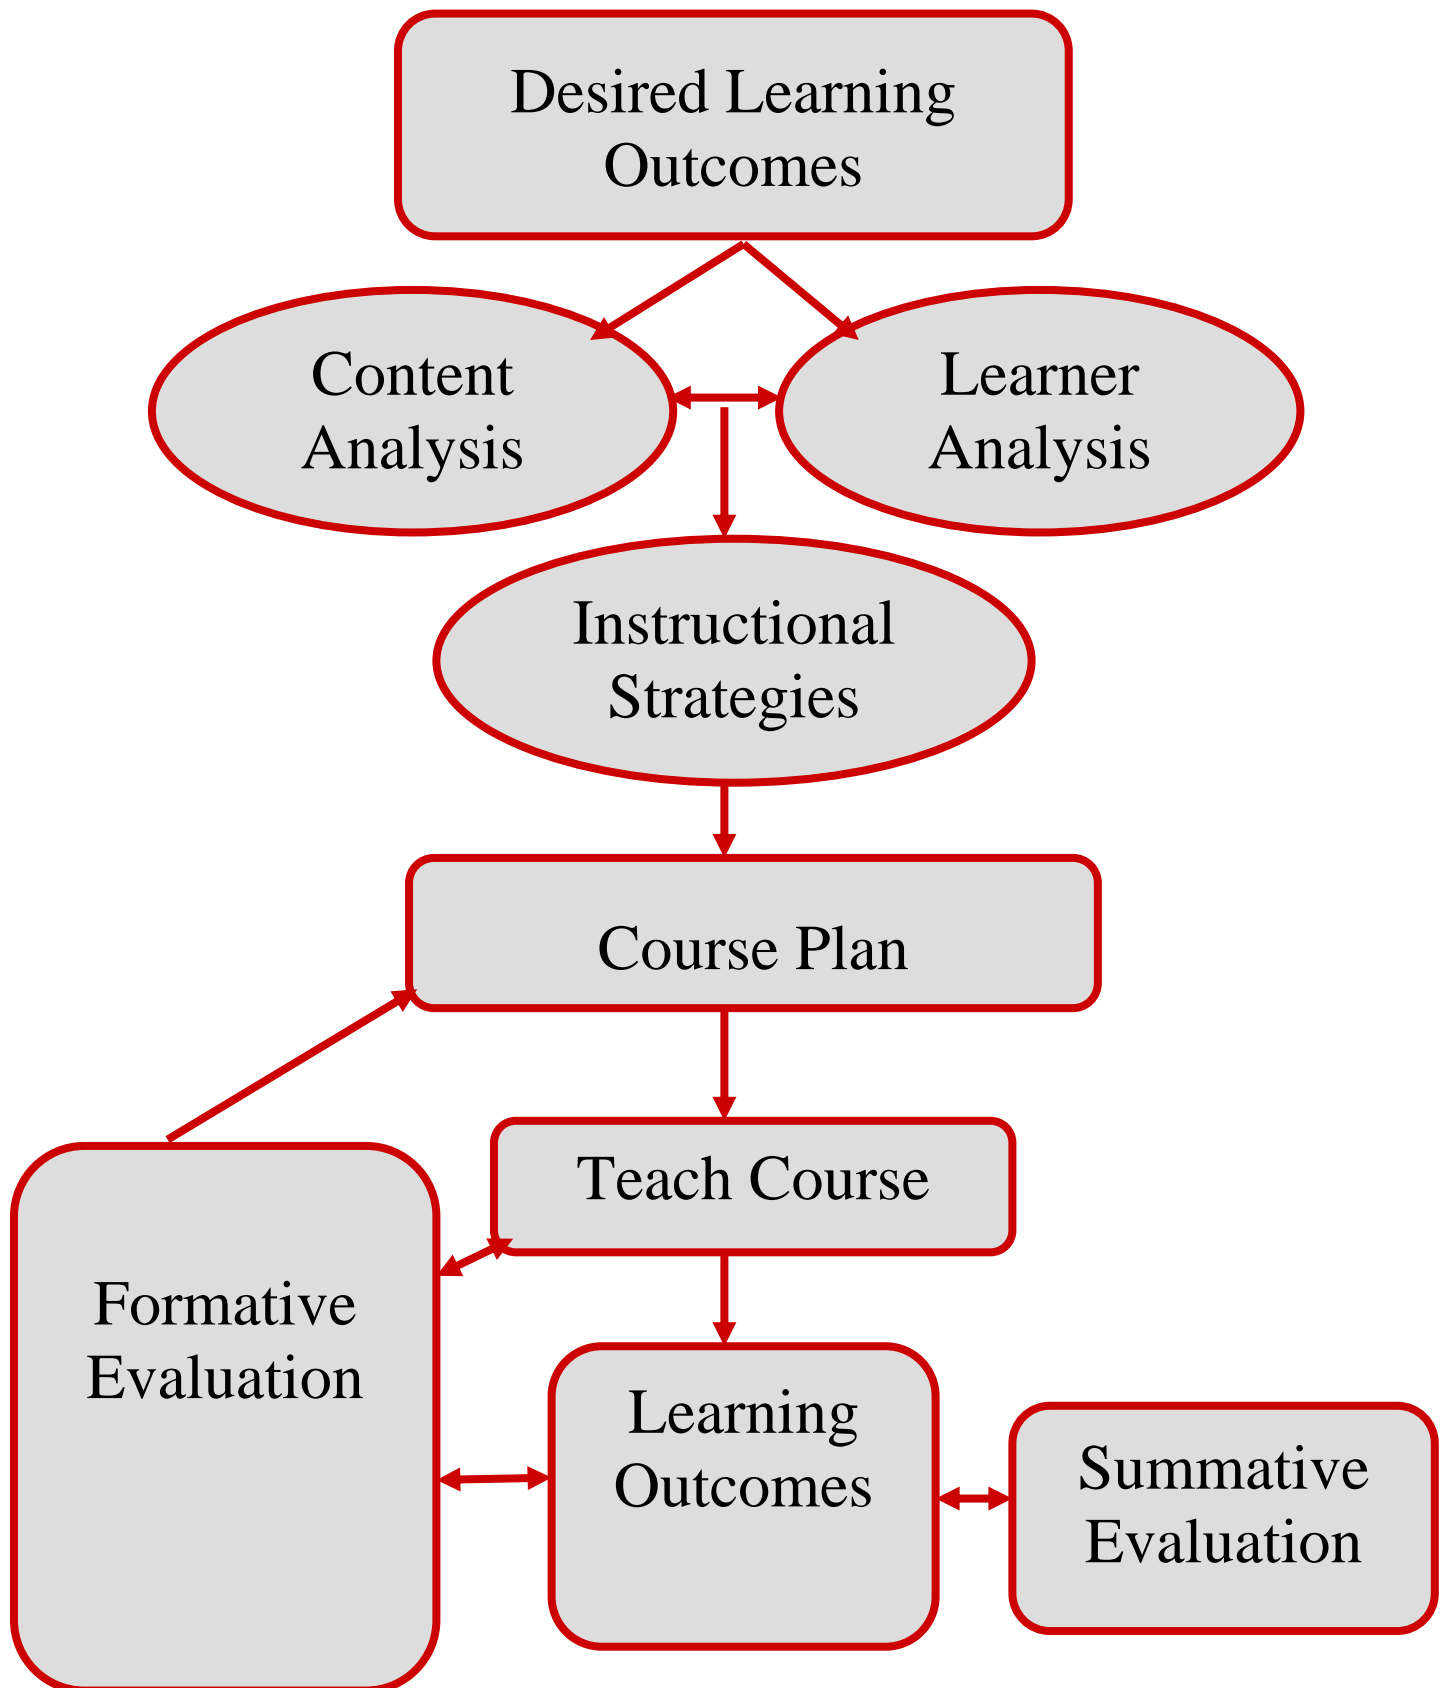 Desired Learning
Outcomes
Content
Analysis
Learner
Analysis
Instructional
Strategies
Course Plan
Teach Course
Formative
Evaluation
Learning
Outcomes
Summative
Evaluation